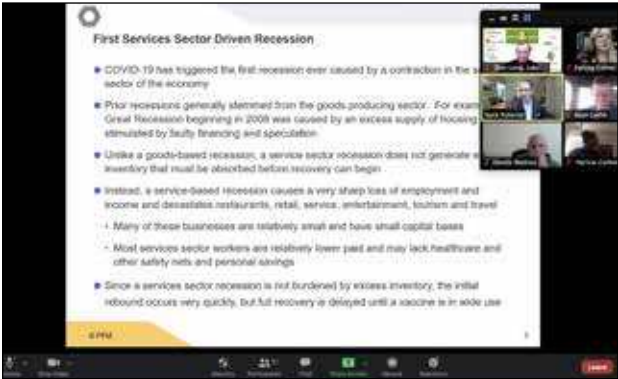 First Services Sector Driven Recession
COVID-19 has triggered the first recession ever caused by a contraction in the
sector of the economy
Prior recessions generally stemmed from the goods producing sector. For
Great Recession beginning in 2008 was caused by an excess supply of housing
stimulated by faulty financing and speculation
Unlike a goods-based recession, a service sector recession does not generate
inventory that must be absorbed before recovery can begin
Instead, a service-based recession causes a very sharp loss of employment and
income and devastates restaurants, retail, service, entertainment, tourism and travel
Many of these businesses are relatively small and have small capital bases
Most services sector workers are relatively lower paid and may lack healthcare and
other safety nets and personal savings
Since a services sector recession is not burdened by excess inventory, the initial
rebound occurs very quickly, but full recovery is delayed until a vaccine is in wide use
Leave